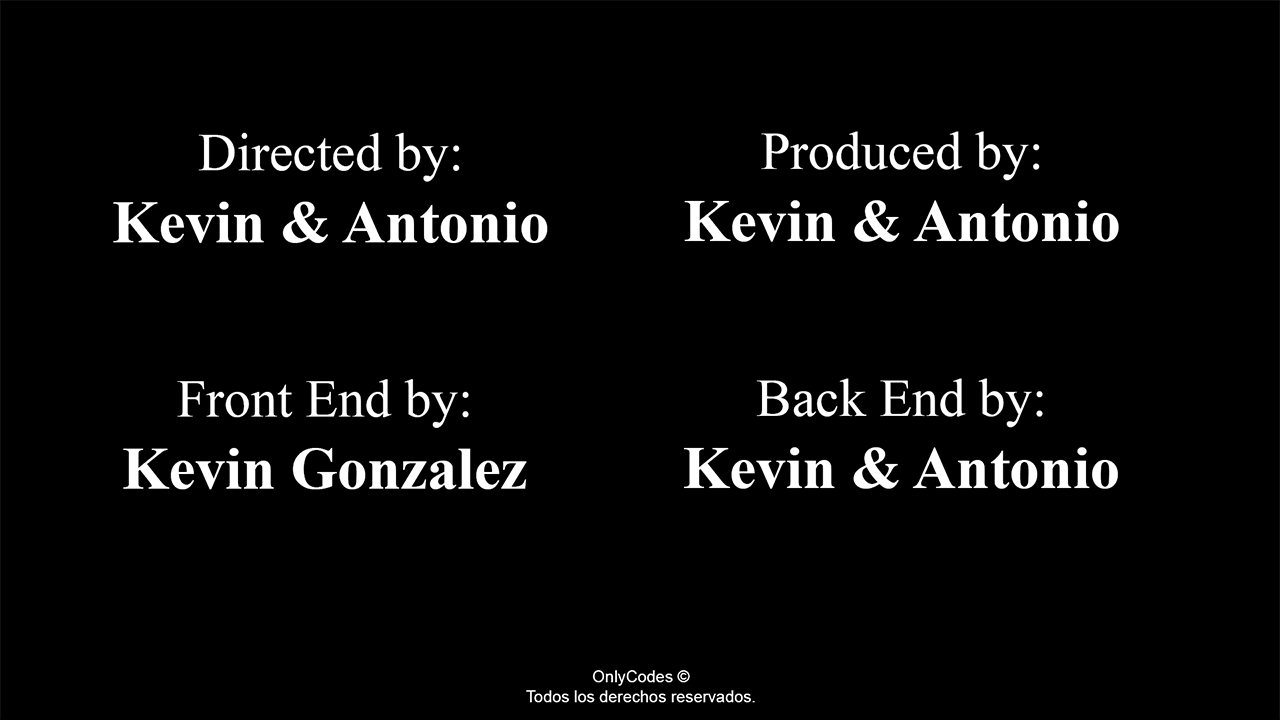 Directed by:
Kevin & Antonio
Produced by:
Kevin & Antonio
Front End by:
Kevin Gonzalez
Back End by:
Kevin & Antonio
OnlyCodes ©
Todos los derechos reservados.